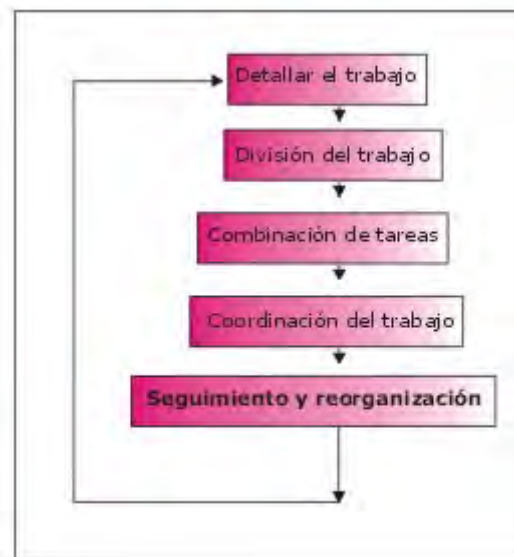 Detallar el trabajo
División del trabajo
Combinación de tareas
Coordinación del trabajo
Seguimiento y reorganización